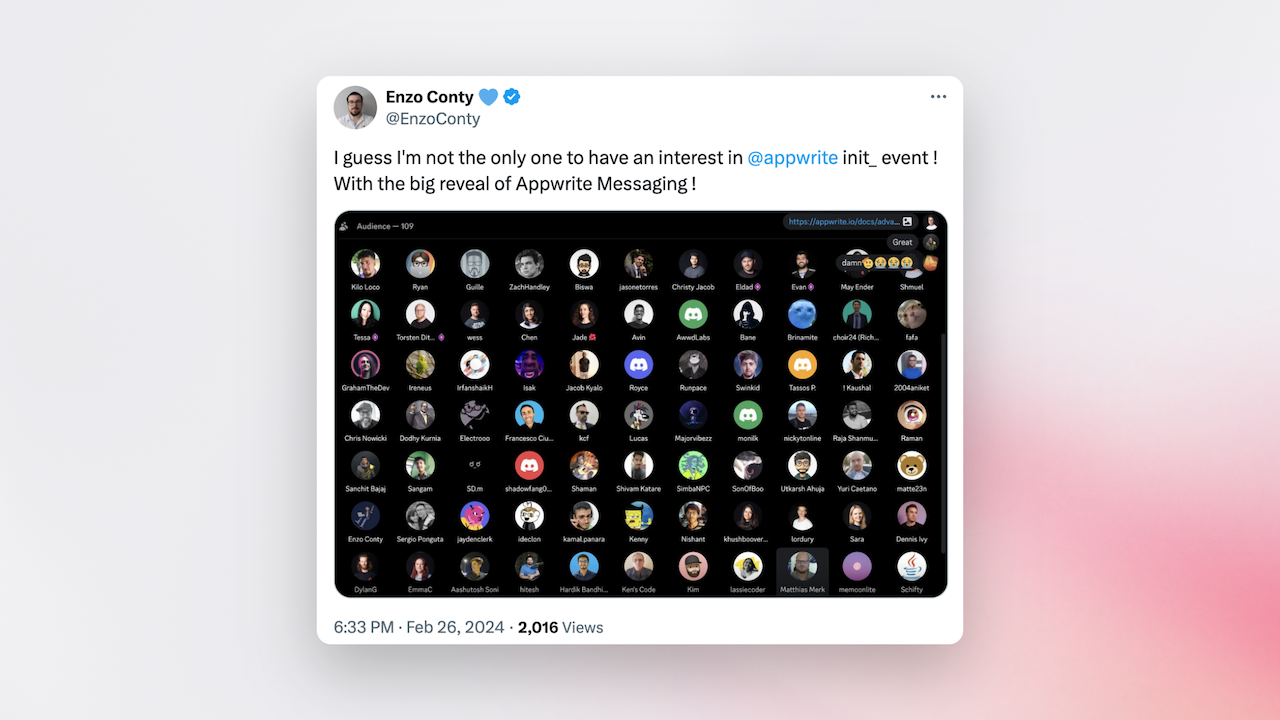 Enzo Conty 💙
@EnzoConty
I guess I'm not the only one to have an interest in @appwrite init_ event !
With the big reveal of Appwrite Messaging !
Audience — 109
https://appwrite.io/docs/adva...
Great
damn🫡😭😭😭
Kilo Loco Ryan Guille ZachHandley Biswa jasonetorres Christy Jacob Eldad Evan May Ender Shmuel
Tessa Torsten Dit... wess Chen Jade Avin AwwdLabs Bane Brinamite choir24 (Rich... fafa
GrahamTheDev Ireneus IrfanshaikH Isak Jacob Kyalo Royce Runpace Swinkid Tassos P. ! Kaushal 2004aniket
Chris Nowicki Dodhy Kurnia Electrooo Francesco Ciu... kcf Lucas Majorvibezz monilk nickytonline Raja Shanmu... Raman
Sanchit Bajaj Sangam SD.m shadowfang0... Shaman Shivam Katare SimbaNPC SonOfBoo Utkarsh Ahuja Yuri Caetano matte23n
Enzo Conty Sergio Ponguta jaydenclerk ideclon kamal.panara Kenny Nishant khushboover... lordury Sara Dennis Ivy
DylanG EmmaC Aashutosh Soni hitesh Hardik Bandhi... Ken's Code Kim lassiecoder Matthias Merk memoonlite Schifty
6:33 PM · Feb 26, 2024 · 2,016 Views